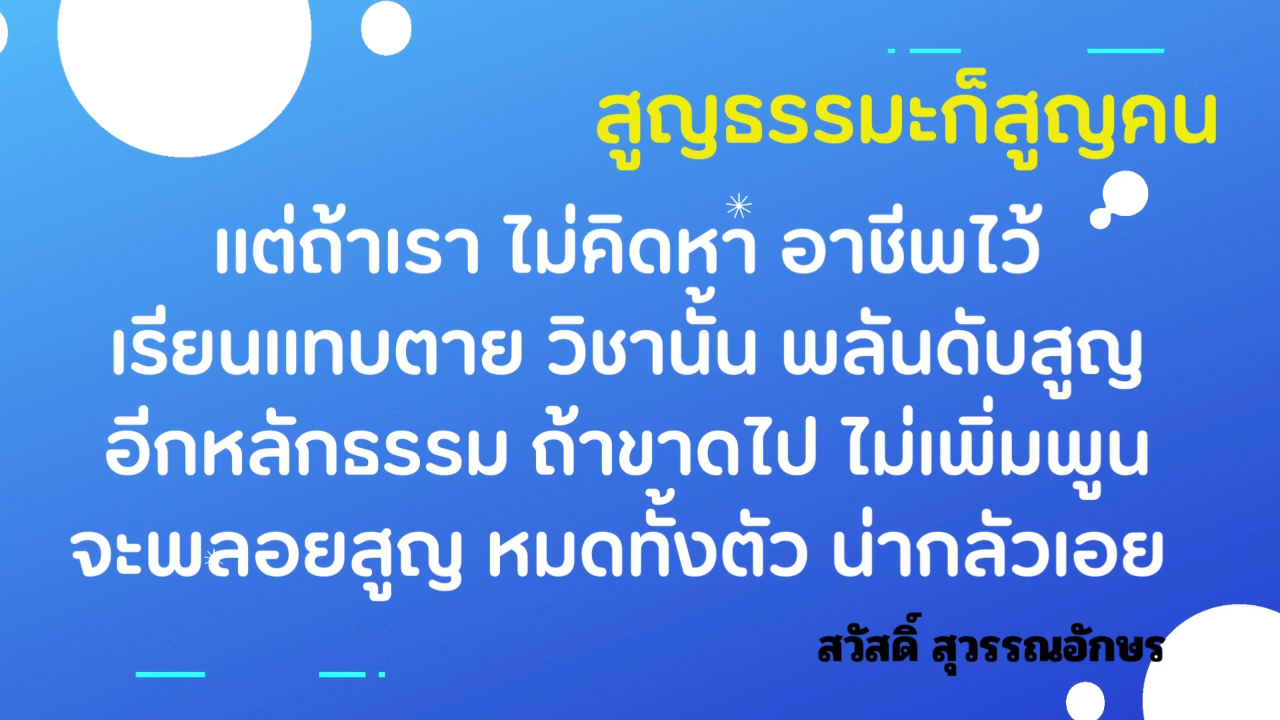 สูญธรรมะก็สูญคน
แต่ถ้าเรา ไม่คิดหา อาชีพไว้
เรียนแทบตาย วิชานั้น พลันดับสูญ
อีกหลักธรรม ถ้าขาดไป ไม่เพิ่มพูน
จะพลอยสูญ หมดทั้งตัว น่ากลัวเอย
สวัสดิ์ สุวรรณอักษร